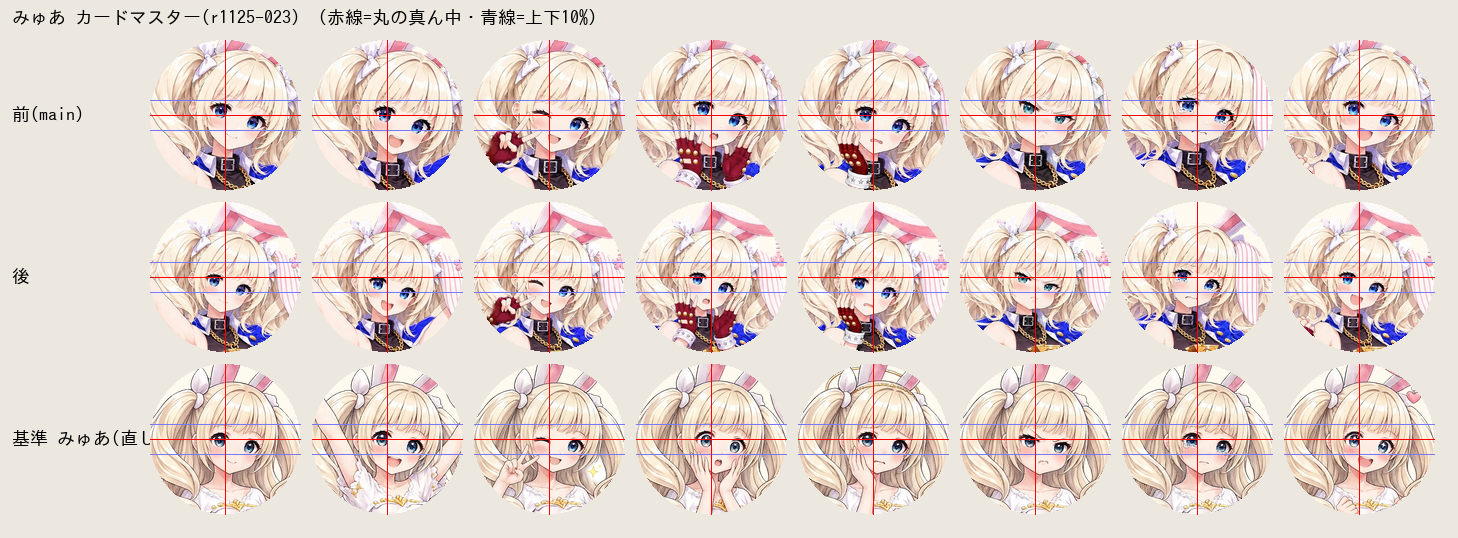 みゅあ カードマスター(r1125-023) (赤線=丸の真ん中・青線=上下10%)
前(main)
後
基準 みゅあ(直し